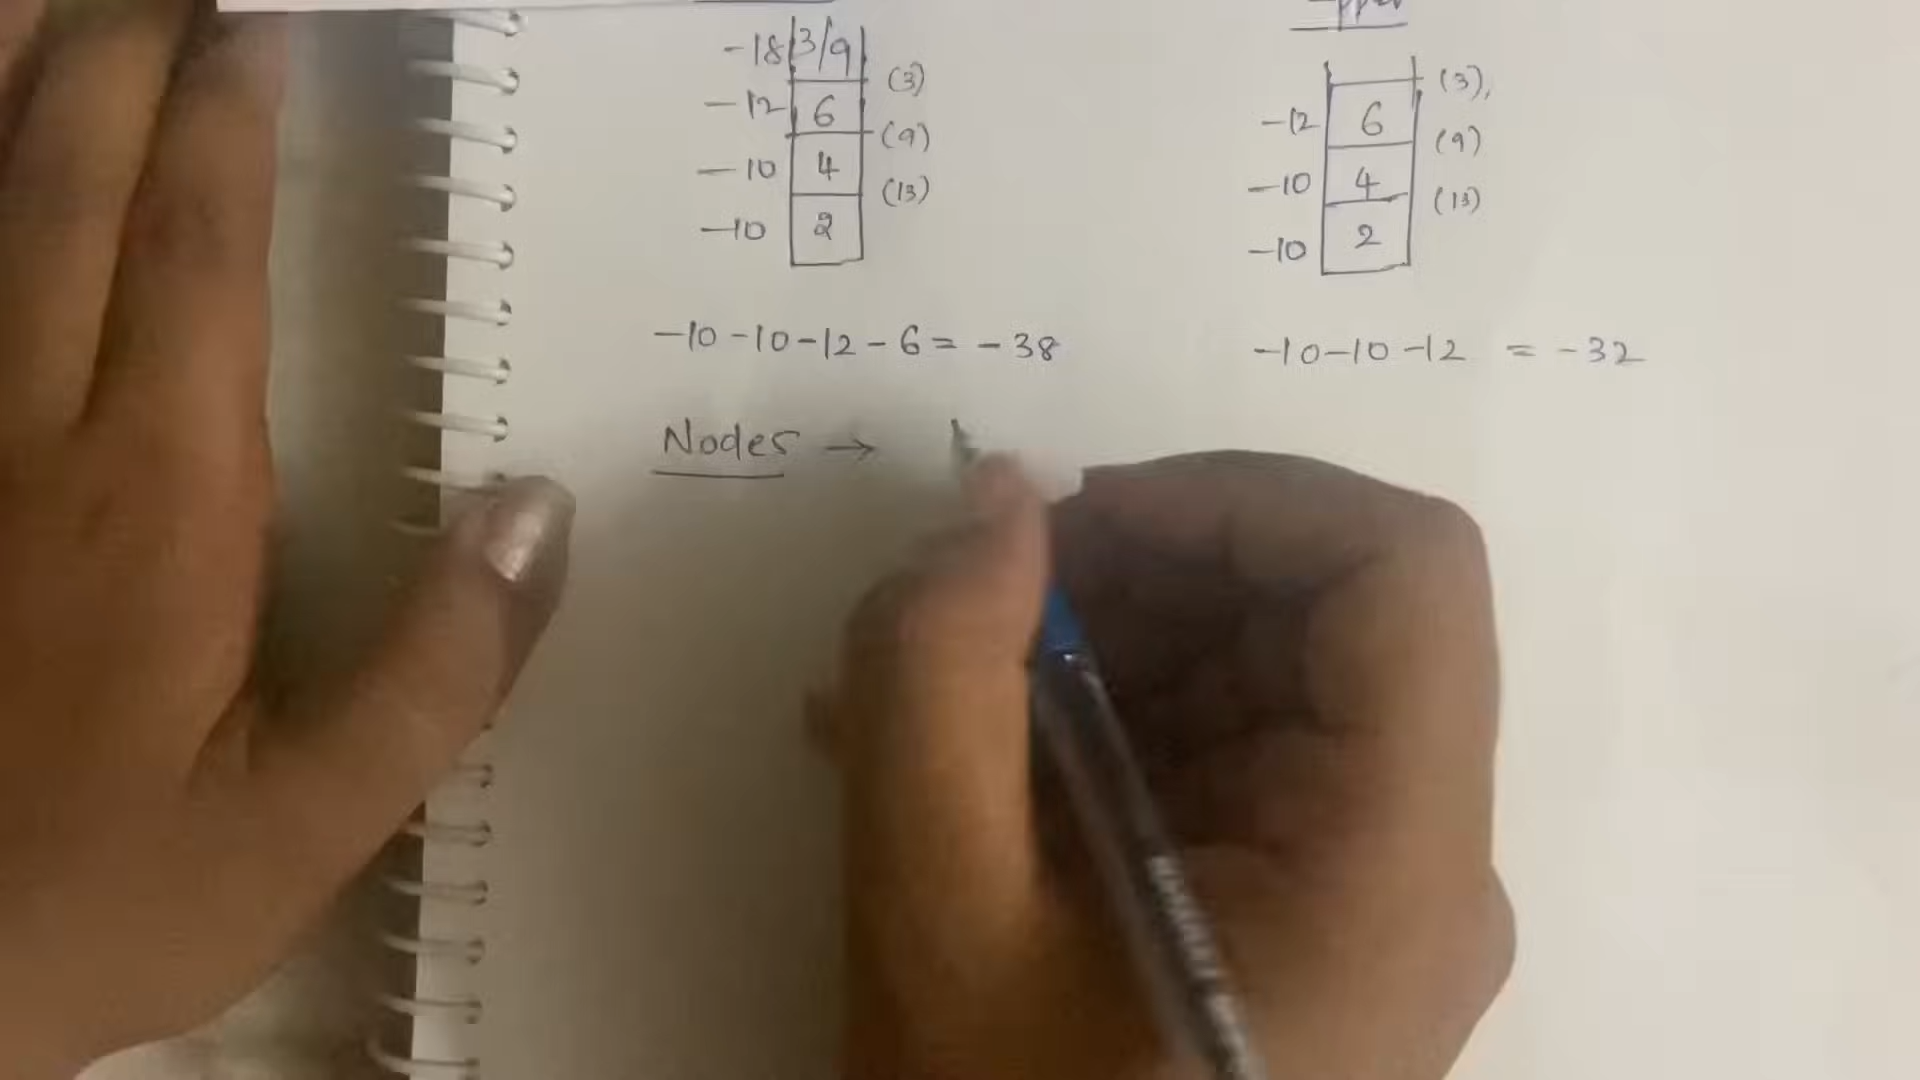 -18 3/9 (3)
-12 6 (9)
-10 4 (13)
-10 2
-12 6 (3),
-10 4 (9)
-10 2 (13)
-10-10-12-6 = -38
-10-10-12 = -32
Nodes →